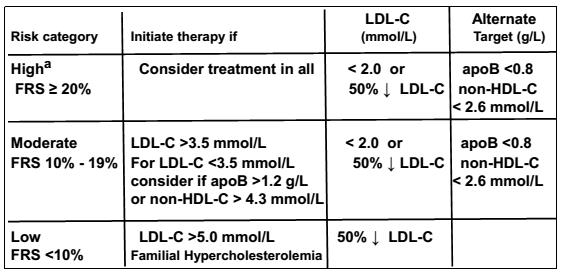 Risk category Initiate therapy if LDL-C (mmol/L) Alternate Target (g/L)
Highᵃ Consider treatment in all < 2.0 or apoB <0.8
FRS ≥ 20% 50% ↓ LDL-C non-HDL-C
< 2.6 mmol/L
Moderate LDL-C >3.5 mmol/L < 2.0 or apoB <0.8
FRS 10% - 19% For LDL-C <3.5 mmol/L 50% ↓ LDL-C non-HDL-C
consider if apoB >1.2 g/L < 2.6 mmol/L
or non-HDL-C > 4.3 mmol/L
Low LDL-C >5.0 mmol/L 50% ↓ LDL-C
FRS <10% Familial Hypercholesterolemia